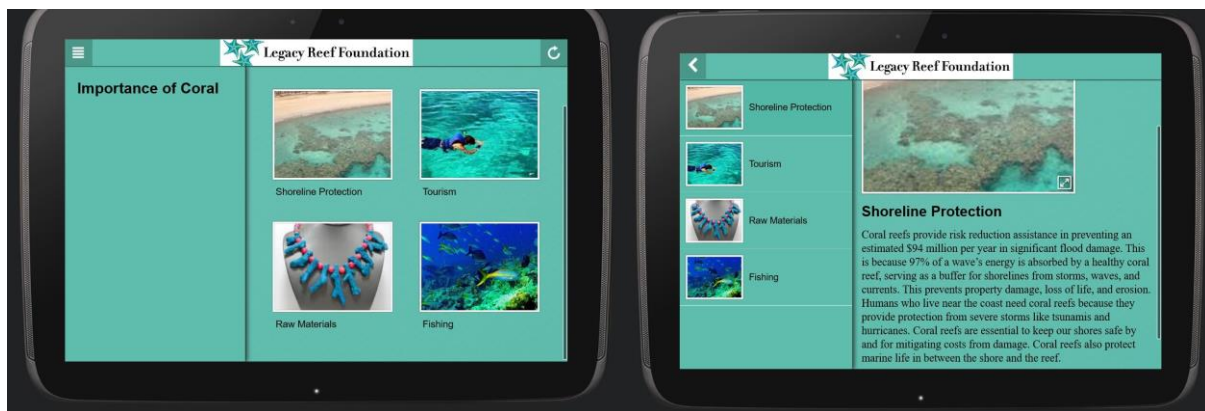 Legacy Reef Foundation
Importance of Coral
Shoreline Protection
Tourism
Raw Materials
Fishing
Legacy Reef Foundation
Shoreline Protection
Tourism
Raw Materials
Fishing
Shoreline Protection
Coral reefs provide risk reduction assistance in preventing an
estimated $94 million per year in significant flood damage. This
is because 97% of a wave's energy is absorbed by a healthy coral
reef, serving as a buffer for shorelines from storms, waves, and
currents. This prevents property damage, loss of life, and erosion.
Humans who live near the coast need coral reefs because they
provide protection from severe storms like tsunamis and
hurricanes. Coral reefs are essential to keep our shores safe by
and for mitigating costs from damage. Coral reefs also protect
marine life in between the shore and the reef.